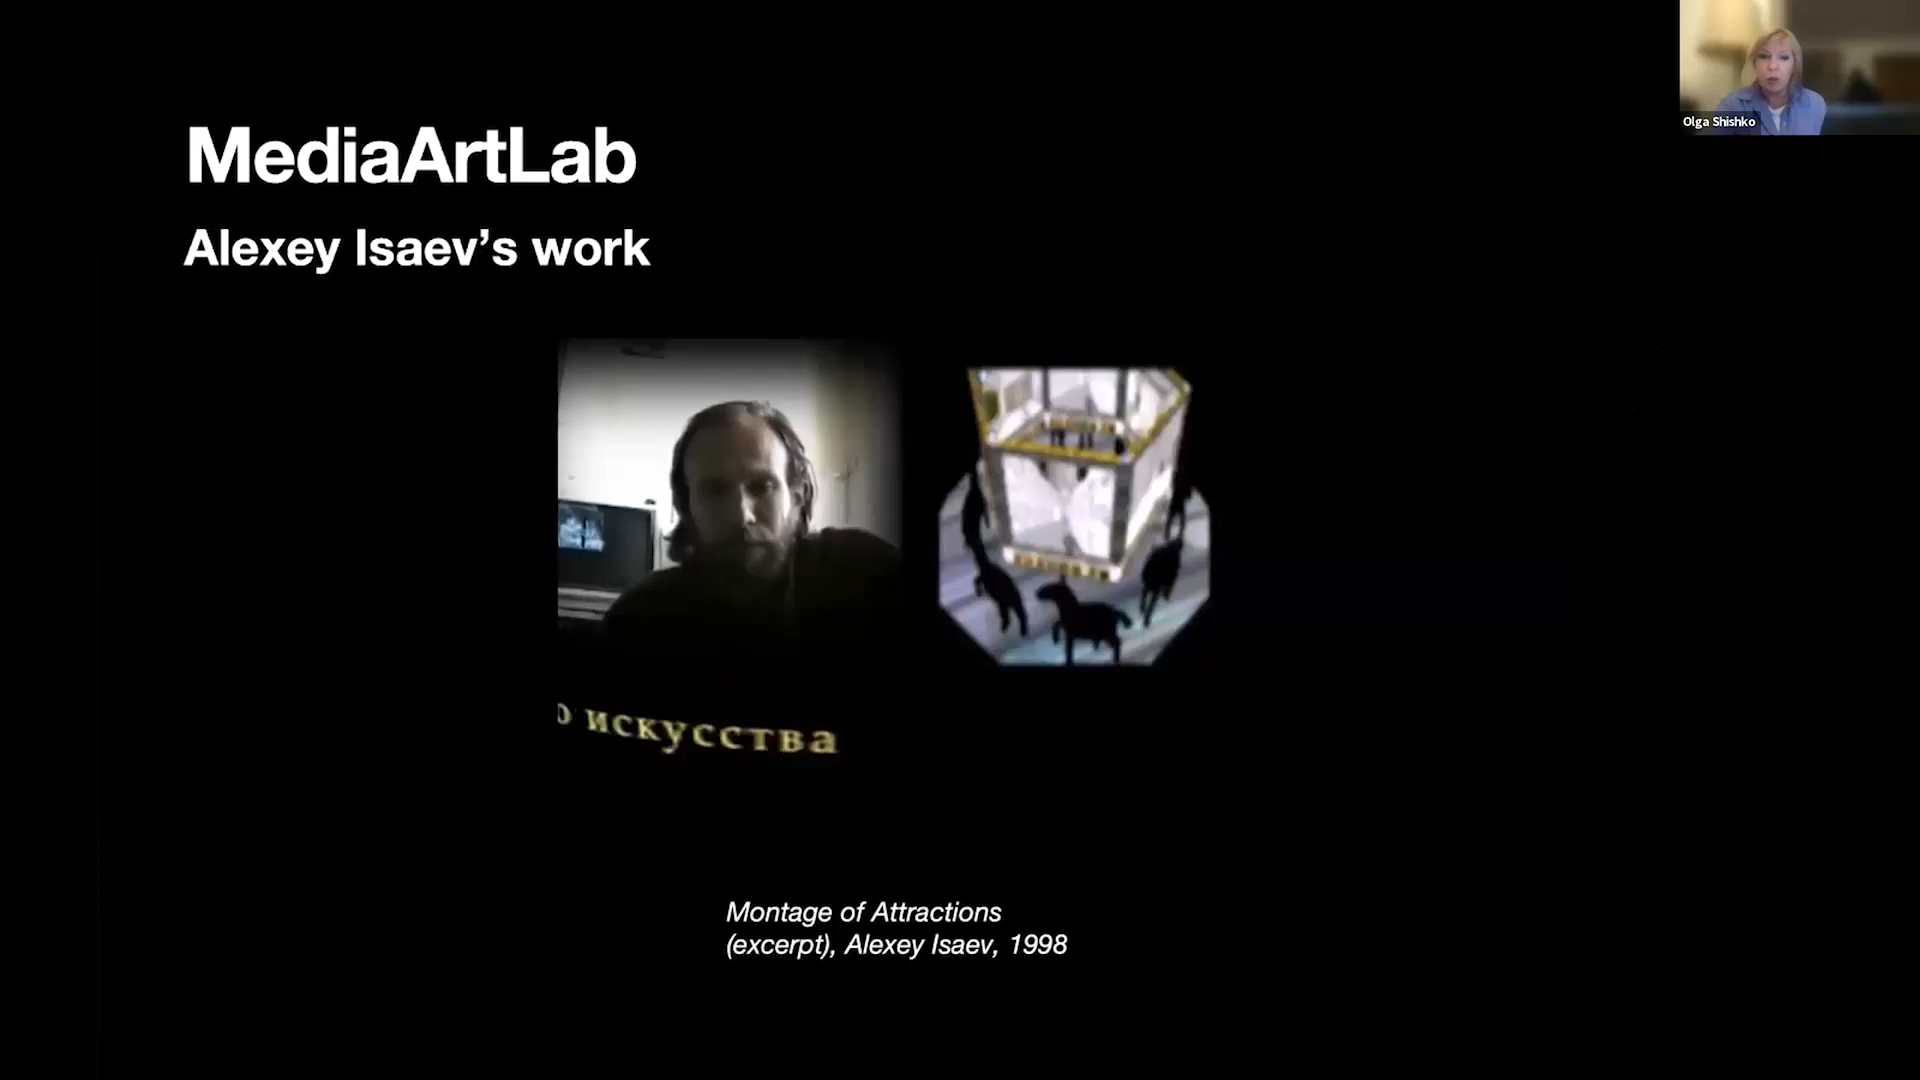 MediaArtLab
Olga Shishko
Alexey Isaev’s work
о искусства
Montage of Attractions
(excerpt), Alexey Isaev, 1998